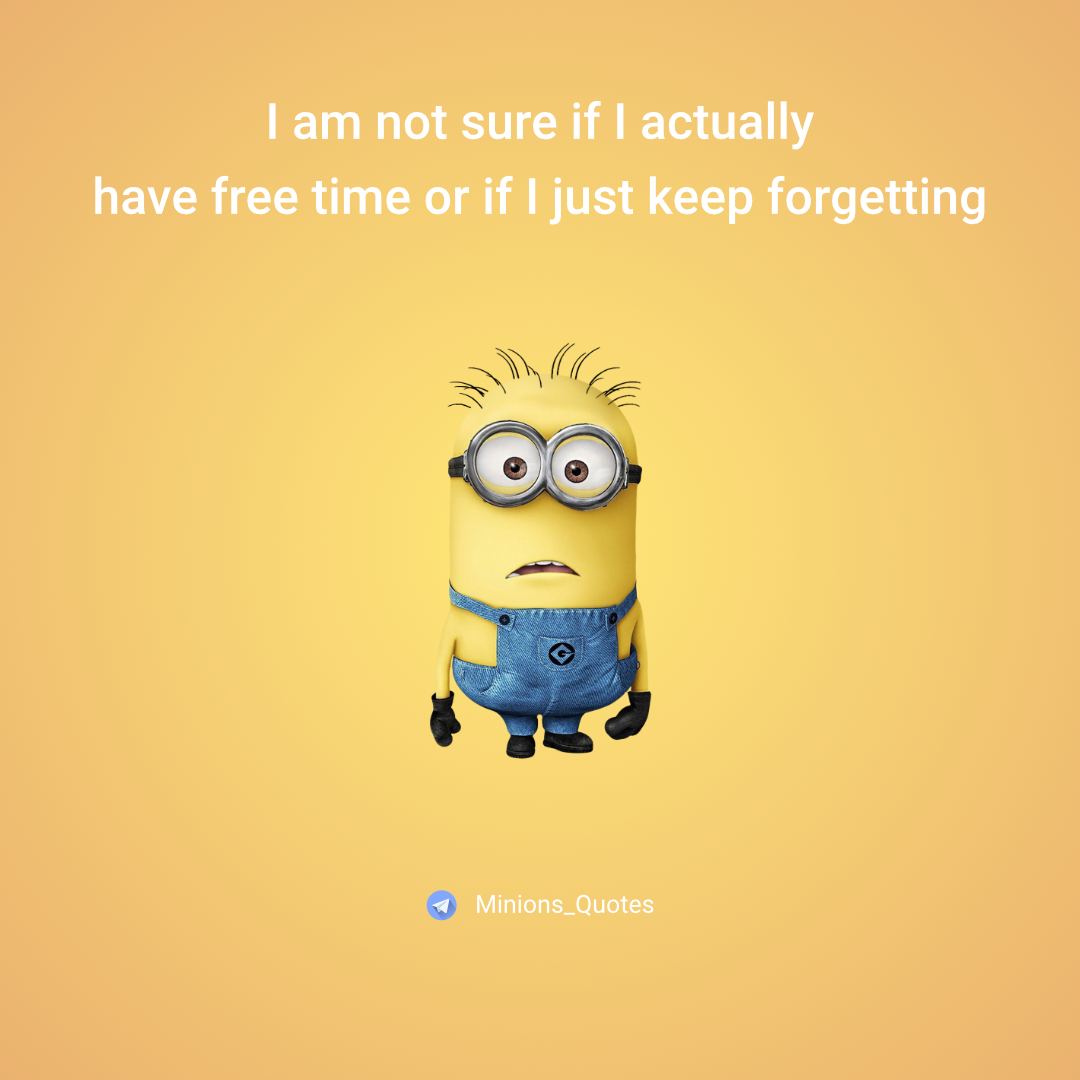 I am not sure if I actually
have free time or if I just keep forgetting
Minions_Quotes